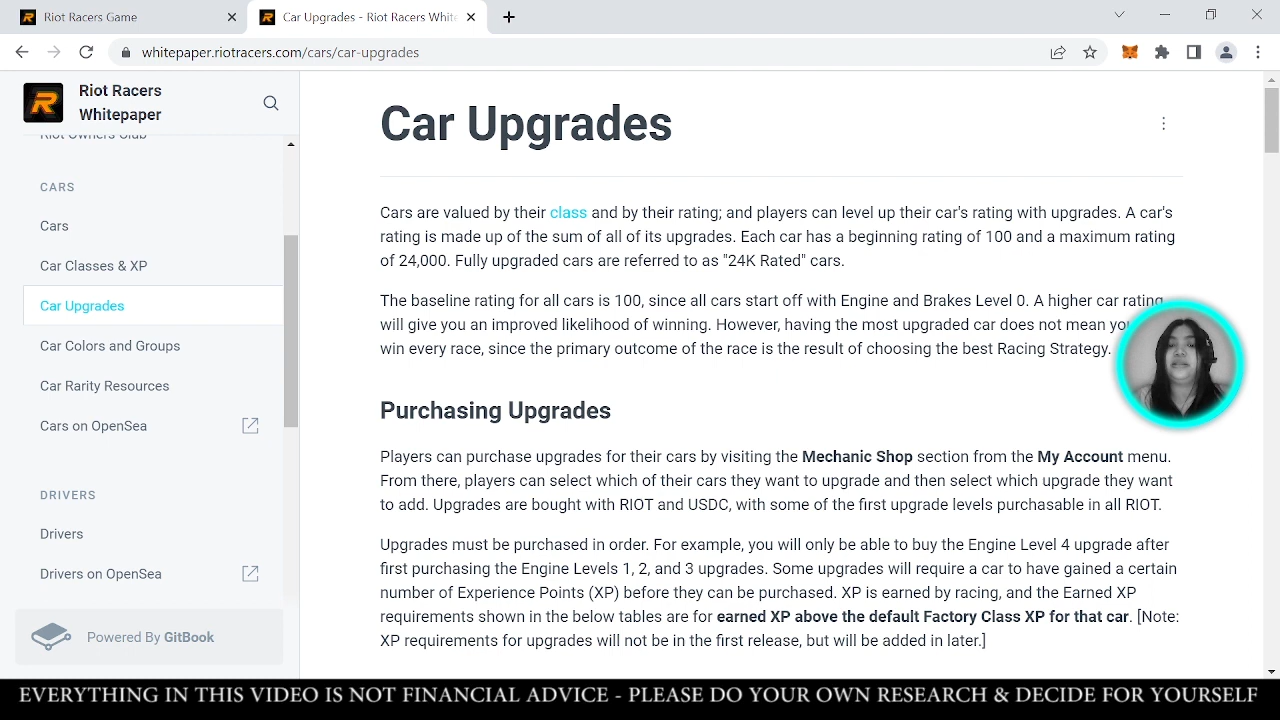 Riot Racers Game
Car Upgrades - Riot Racers White
whitepaper.riotracers.com/cars/car-upgrades
Riot Racers
Whitepaper
Riot Owners Club
CARS
Cars
Car Classes & XP
Car Upgrades
Car Colors and Groups
Car Rarity Resources
Cars on OpenSea
DRIVERS
Drivers
Drivers on OpenSea
Powered By GitBook
Car Upgrades
Cars are valued by their class and by their rating; and players can level up their car's rating with upgrades. A car's
rating is made up of the sum of all of its upgrades. Each car has a beginning rating of 100 and a maximum rating
of 24,000. Fully upgraded cars are referred to as "24K Rated" cars.
The baseline rating for all cars is 100, since all cars start off with Engine and Brakes Level 0. A higher car rating
will give you an improved likelihood of winning. However, having the most upgraded car does not mean
win every race, since the primary outcome of the race is the result of choosing the best Racing Strategy.
Purchasing Upgrades
Players can purchase upgrades for their cars by visiting the Mechanic Shop section from the My Account menu.
From there, players can select which of their cars they want to upgrade and then select which upgrade they want
to add. Upgrades are bought with RIOT and USDC, with some of the first upgrade levels purchasable in all RIOT.
Upgrades must be purchased in order. For example, you will only be able to buy the Engine Level 4 upgrade after
first purchasing the Engine Levels 1, 2, and 3 upgrades. Some upgrades will require a car to have gained a certain
number of Experience Points (XP) before they can be purchased. XP is earned by racing, and the Earned XP
requirements shown in the below tables are for earned XP above the default Factory Class XP for that car. [Note:
XP requirements for upgrades will not be in the first release, but will be added in later.]
EVERYTHING IN THIS VIDEO IS NOT FINANCIAL ADVICE - PLEASE DO YOUR OWN RESEARCH & DECIDE FOR YOURSELF